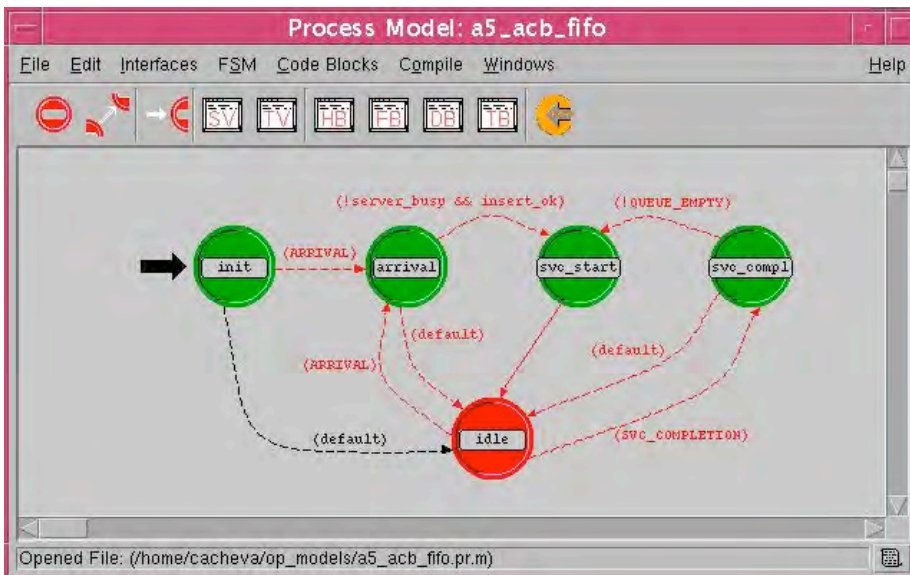 Process Model: a5_acb_fifo
File Edit Interfaces FSM Code Blocks Compile Windows Help
SV TV HB FB DB TB
(!server_busy && insert_ok) (!QUEUE_EMPTY)
(ARRIVAL)
init arrival svc_start svc_compl
(default)
(default)
(ARRIVAL)
(default) idle (SVC_COMPLETION)
Opened File: (/home/cacheva/op_models/a5_acb_fifo.pr.m)